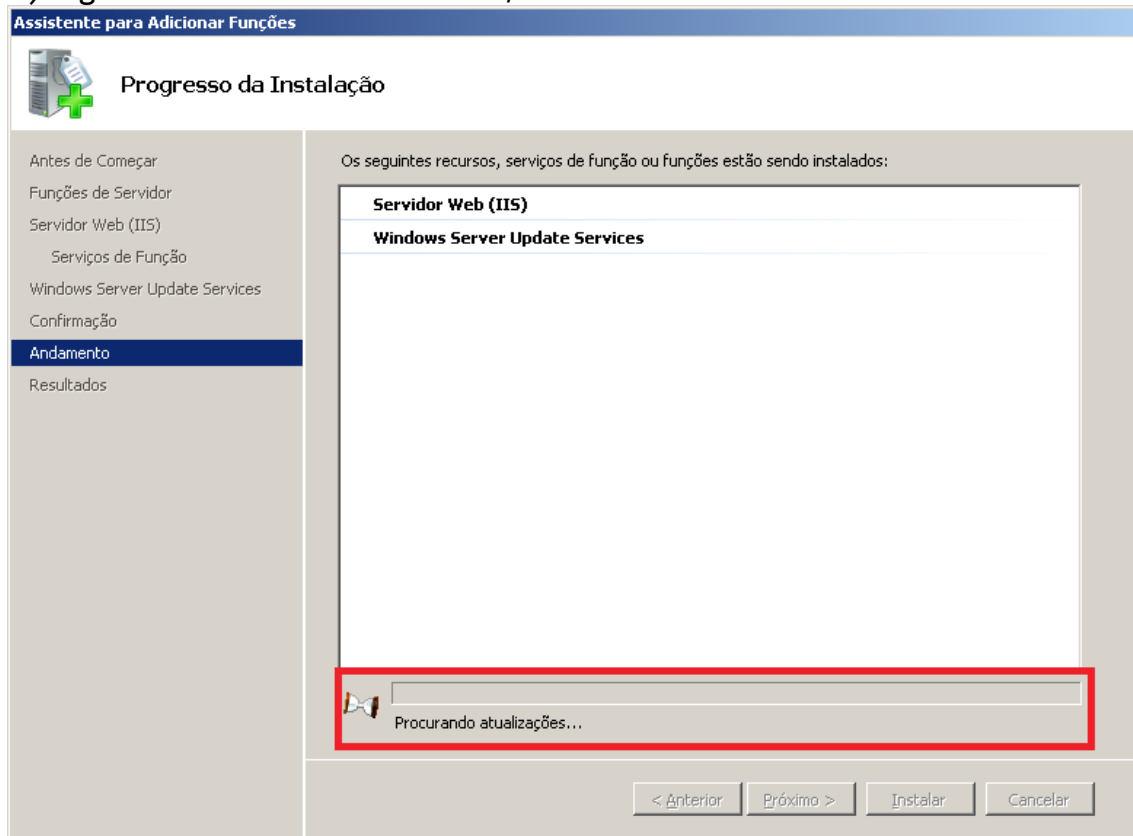 Assistente para Adicionar Funções
Progresso da Instalação
Antes de Começar
Funções de Servidor
Servidor Web (IIS)
Serviços de Função
Windows Server Update Services
Confirmação
Andamento
Resultados
Os seguintes recursos, serviços de função ou funções estão sendo instalados:
Servidor Web (IIS)
Windows Server Update Services
Procurando atualizações...
< Anterior
Próximo >
Instalar
Cancelar